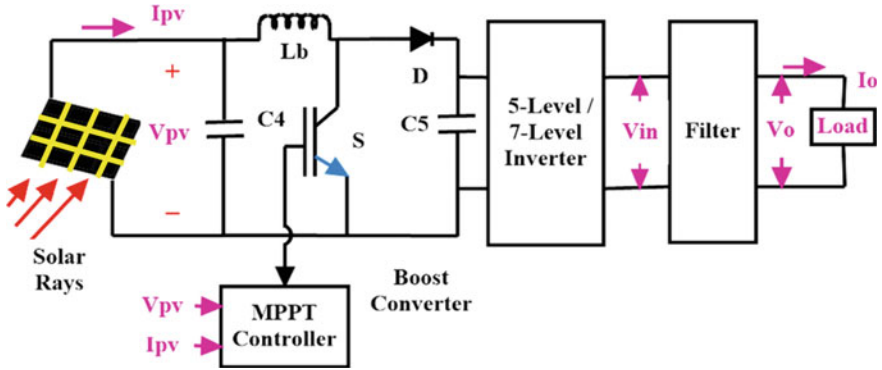 Ipv
Lb
D
+
Vpv
−
C4
S
C5
5-Level /
7-Level
Inverter
Vin
Filter
Vo
Io
Load
Solar
Rays
Boost
Converter
Vpv
Ipv
MPPT
Controller